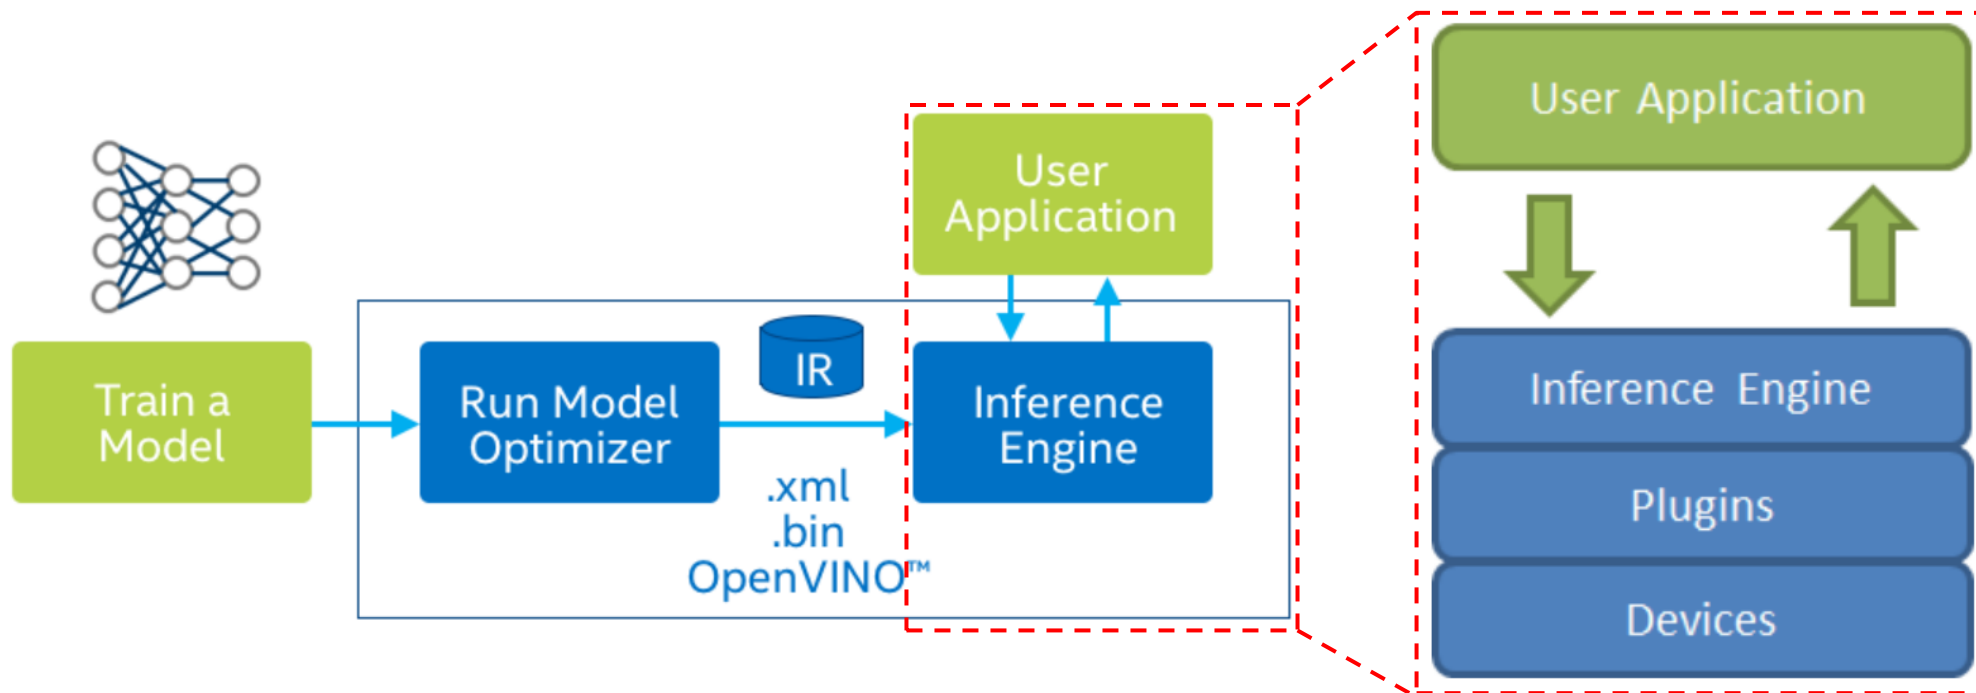 Train a
Model
Run Model
Optimizer
IR
.xml
.bin
OpenVINO™
User
Application
Inference
Engine
User Application
Inference Engine
Plugins
Devices